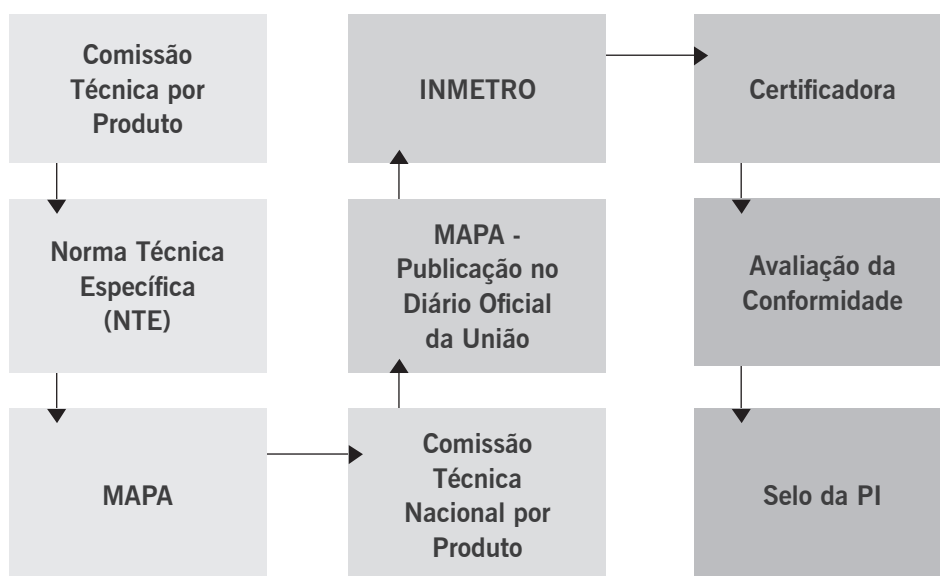 Comissão
Técnica por
Produto
Norma Técnica
Específica
(NTE)
MAPA
Comissão
Técnica
Nacional por
Produto
MAPA -
Publicação no
Diário Oficial
da União
INMETRO
Certificadora
Avaliação da
Conformidade
Selo da PI